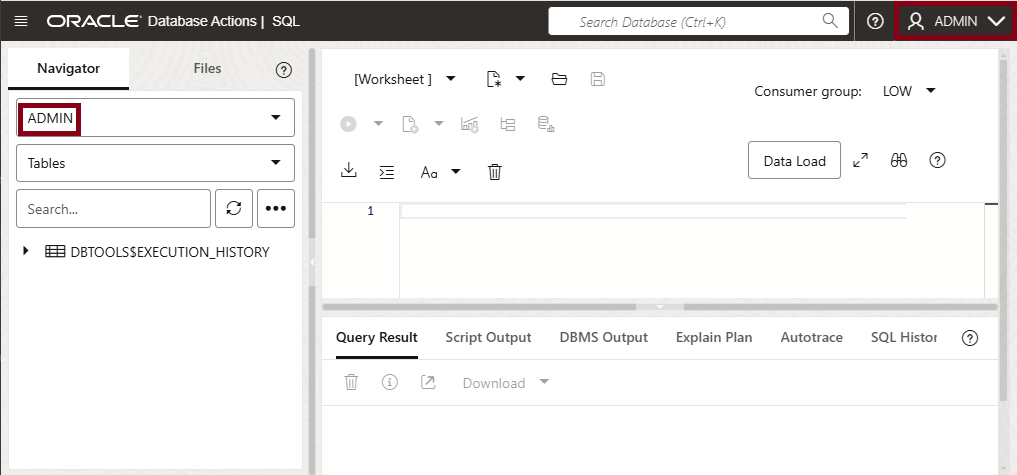 ORACLE Database Actions | SQL
Search Database (Ctrl+K)
ADMIN
Navigator
Files
ADMIN
Tables
Search...
DBTOOLS$EXECUTION_HISTORY
[Worksheet ]
Consumer group: LOW
Aa
Data Load
1
Query Result Script Output DBMS Output Explain Plan Autotrace SQL Histor
Download